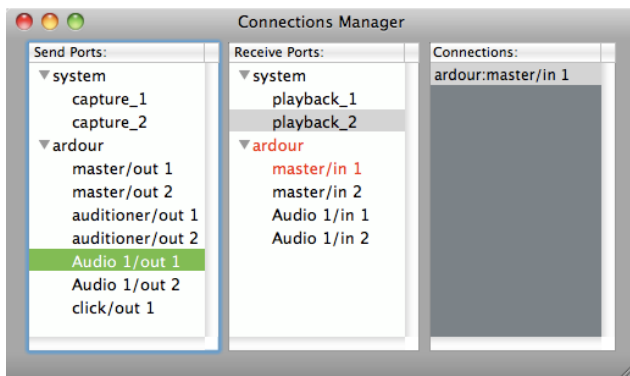 Connections Manager
Send Ports:
system
capture_1
capture_2
ardour
master/out 1
master/out 2
auditioner/out 1
auditioner/out 2
Audio 1/out 1
Audio 1/out 2
click/out 1
Receive Ports:
system
playback_1
playback_2
ardour
master/in 1
master/in 2
Audio 1/in 1
Audio 1/in 2
Connections:
ardour:master/in 1